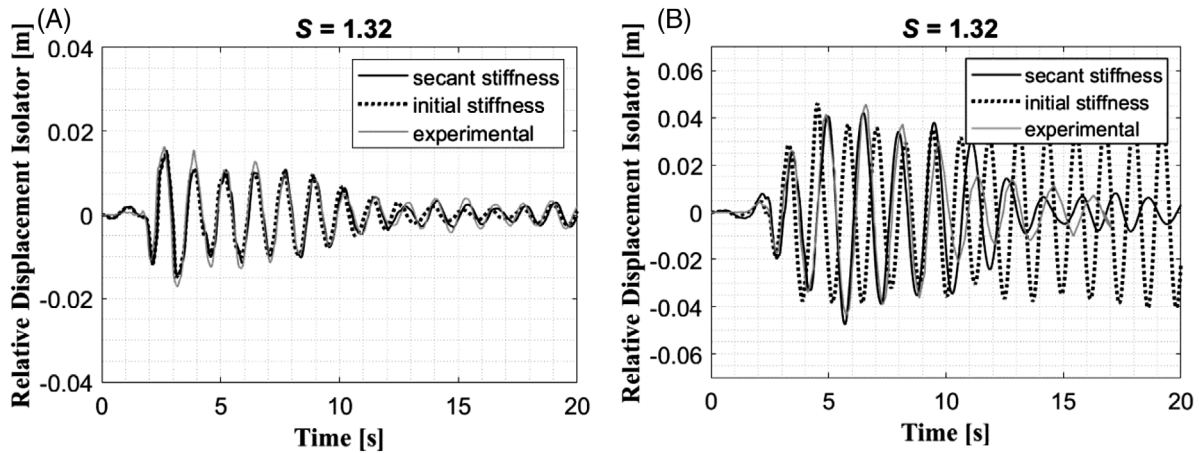 (A)
S = 1.32
Relative Displacement Isolator [m]
0.04
0.02
0
-0.02
-0.04
secant stiffness
initial stiffness
experimental
0 5 10 15 20
Time [s]
(B)
S = 1.32
Relative Displacement Isolator [m]
0.06
0.04
0.02
0
-0.02
-0.04
-0.06
secant stiffness
initial stiffness
experimental
0 5 10 15 20
Time [s]